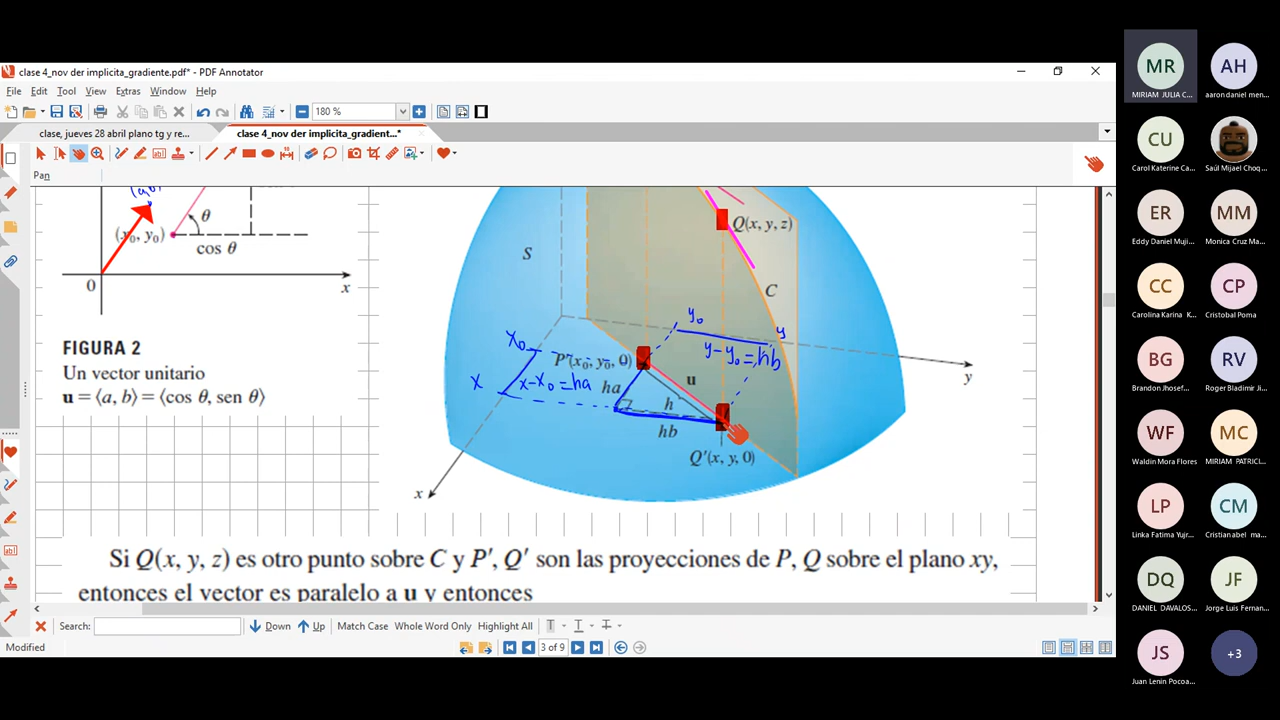 clase 4_nov der implicita_gradiente.pdf* - PDF Annotator
File Edit Tool View Extras Window Help
180 %
clase, jueves 28 abril plano tg y re...
clase 4_nov der implicita_gradient...*
Pan
(x₀, y₀)
θ
cos θ
0
x
FIGURA 2
Un vector unitario
u = ⟨a, b⟩ = ⟨cos θ, sen θ⟩
S
Q(x, y, z)
C
y₀
y
y-y₀ = hb
x₀
P′(x₀, y₀, 0)
x
x-x₀ = ha
ha
u
h
hb
Q′(x, y, 0)
y
x
Si Q(x, y, z) es otro punto sobre C y P′, Q′ son las proyecciones de P, Q sobre el plano xy,
entonces el vector es paralelo a u y entonces
Search:
Down Up Match Case Whole Word Only Highlight All
Modified
3 of 9
MR
MIRIAM JULIA C...
AH
aaron daniel men...
CU
Carol Katerine Ca...
Saúl Mijael Choq...
ER
Eddy Daniel Muji...
MM
Monica Cruz Ma...
CC
Carolina Karina K...
CP
Cristobal Poma
BG
Brandon Jhosef...
RV
Roger Bladimir Ji...
WF
Waldin Mora Flores
MC
MIRIAM PATRICI...
LP
Linka Fatima Yujr...
CM
Cristian abel ma...
DQ
DANIEL DAVALOS...
JF
Jorge Luis Fernan...
JS
Juan Lenin Pocoa...
+3